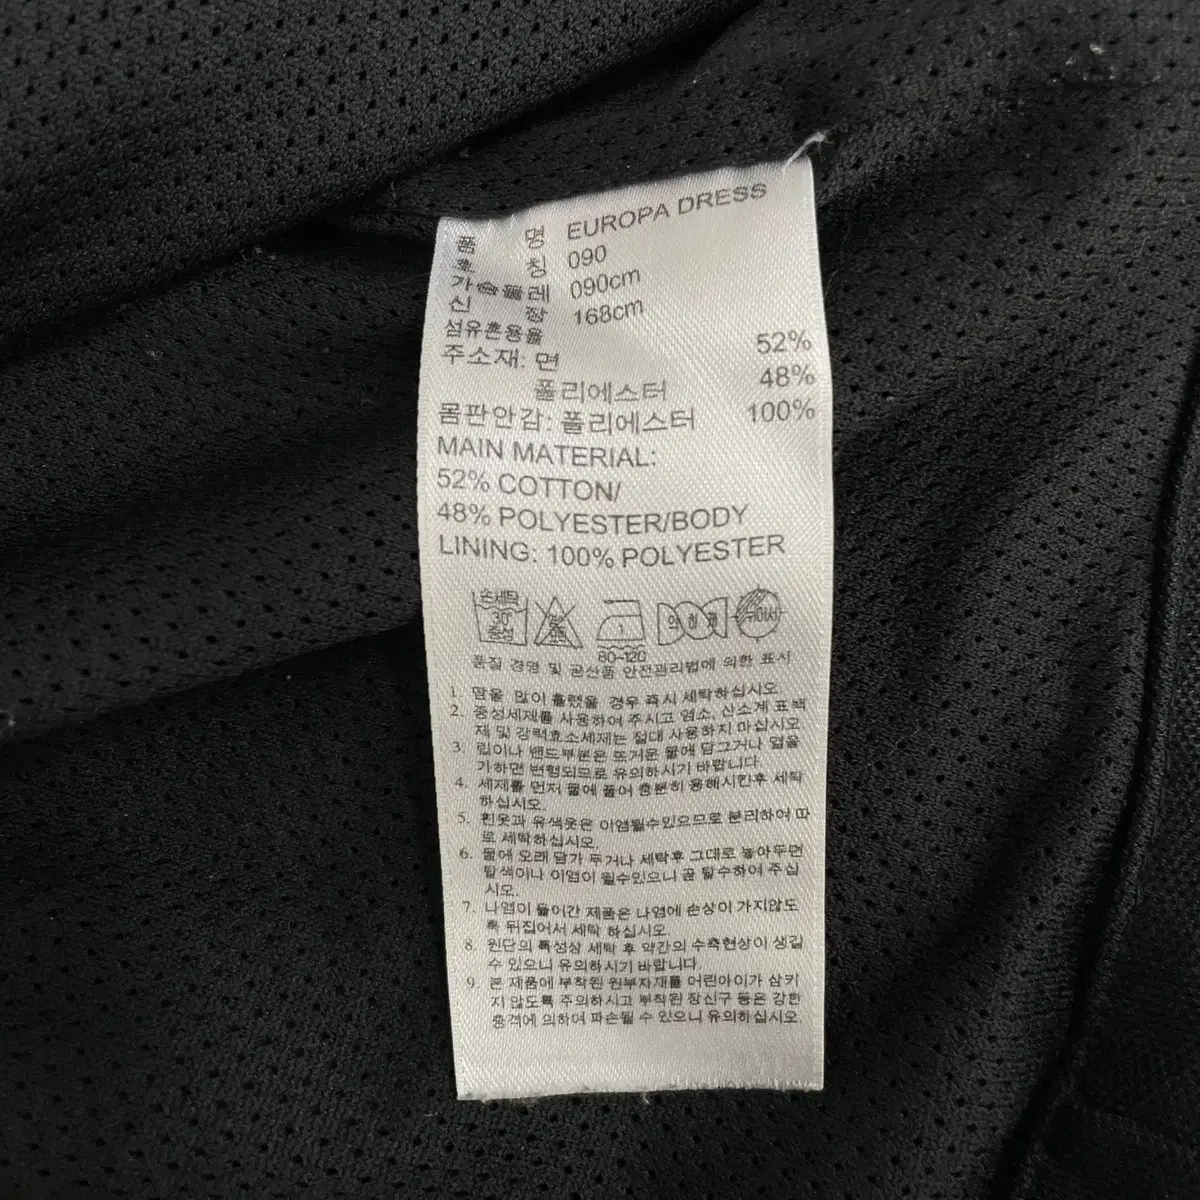 품 명 EUROPA DRESS
호 칭 090
가슴둘레 090cm
신 장 168cm
섬유혼용율
주소재: 면 52%
폴리에스터 48%
몸판안감: 폴리에스터 100%
MAIN MATERIAL:
52% COTTON/
48% POLYESTER/BODY
LINING: 100% POLYESTER
손세탁
30°
중성
80-120
품질 경영 및 공산품 안전관리법에 의한 표시
1. 땀을 많이 흘렸을 경우 즉시 세탁하십시오
2. 중성세제를 사용하여 주시고 염소, 산소계 표백
제 및 강력효소세제는 절대 사용하지 마십시오
3. 립이나 밴드부분은 뜨거운 물에 담그거나 열을
가하면 변형되므로 유의하시기 바랍니다.
4. 세제를 먼저 물에 풀어 충분히 용해시킨후 세탁
하십시오.
5. 흰옷과 유색옷은 이염될수있으므로 분리하여 따
로 세탁하십시오.
6. 물에 오래 담가 두거나 세탁후 그대로 놓아두면
탈색이나 이염이 될수있으니 곧 탈수하여 주십
시오.
7. 나염이 들어간 제품은 나염에 손상이 가지않도
록 뒤집어서 세탁 하십시오.
8. 원단의 특성상 세탁 후 약간의 수축현상이 생길
수 있으니 유의하시기 바랍니다.
9. 본 제품에 부착된 원부자재를 어린아이가 삼키
지 않도록 주의하시고 부착된 장신구 등은 강한
충격에 의하여 파손될 수 있으니 유의하십시오